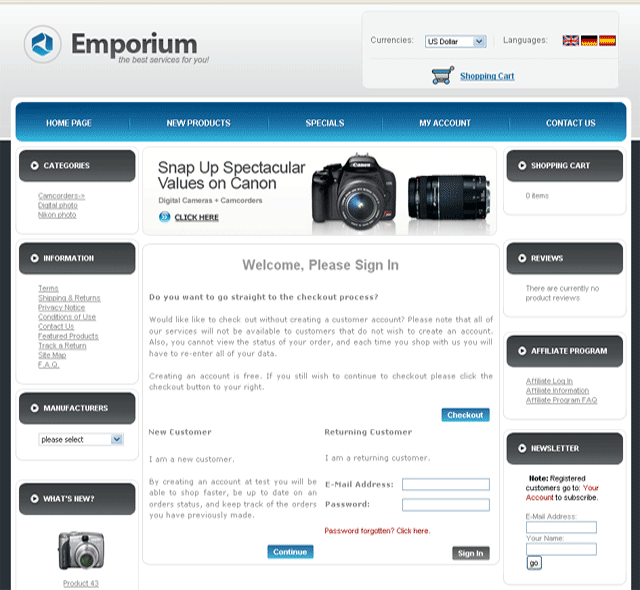 Emporium
the best services for you!
Currencies: US Dollar
Languages:
Shopping Cart
HOME PAGE
NEW PRODUCTS
SPECIALS
MY ACCOUNT
CONTACT US
CATEGORIES
Camcorders->
Digital photo
Nikon photo
INFORMATION
Terms
Shipping & Returns
Privacy Notice
Conditions of Use
Contact Us
Featured Products
Track a Return
Site Map
F.A.Q.
MANUFACTURERS
please select
WHAT'S NEW?
Product 43
Snap Up Spectacular
Values on Canon
Digital Cameras + Camcorders
CLICK HERE
Welcome, Please Sign In
Do you want to go straight to the checkout process?
Would like like to check out without creating a customer account? Please note that all of
our services will not be available to customers that do not wish to create an account.
Also, you cannot view the status of your order, and each time you shop with us you will
have to re-enter all of your data.
Creating an account is free. If you still wish to continue to checkout please click the
checkout button to your right.
Checkout
New Customer
I am a new customer.
By creating an account at test you will be
able to shop faster, be up to date on an
orders status, and keep track of the orders
you have previously made.
Continue
Returning Customer
I am a returning customer.
E-Mail Address:
Password:
Password forgotten? Click here.
Sign In
SHOPPING CART
0 items
REVIEWS
There are currently no
product reviews
AFFILIATE PROGRAM
Affiliate Log In
Affiliate Information
Affiliate Program FAQ
NEWSLETTER
Note: Registered
customers go to: Your
Account to subscribe.
E-Mail Address:
Your Name:
go